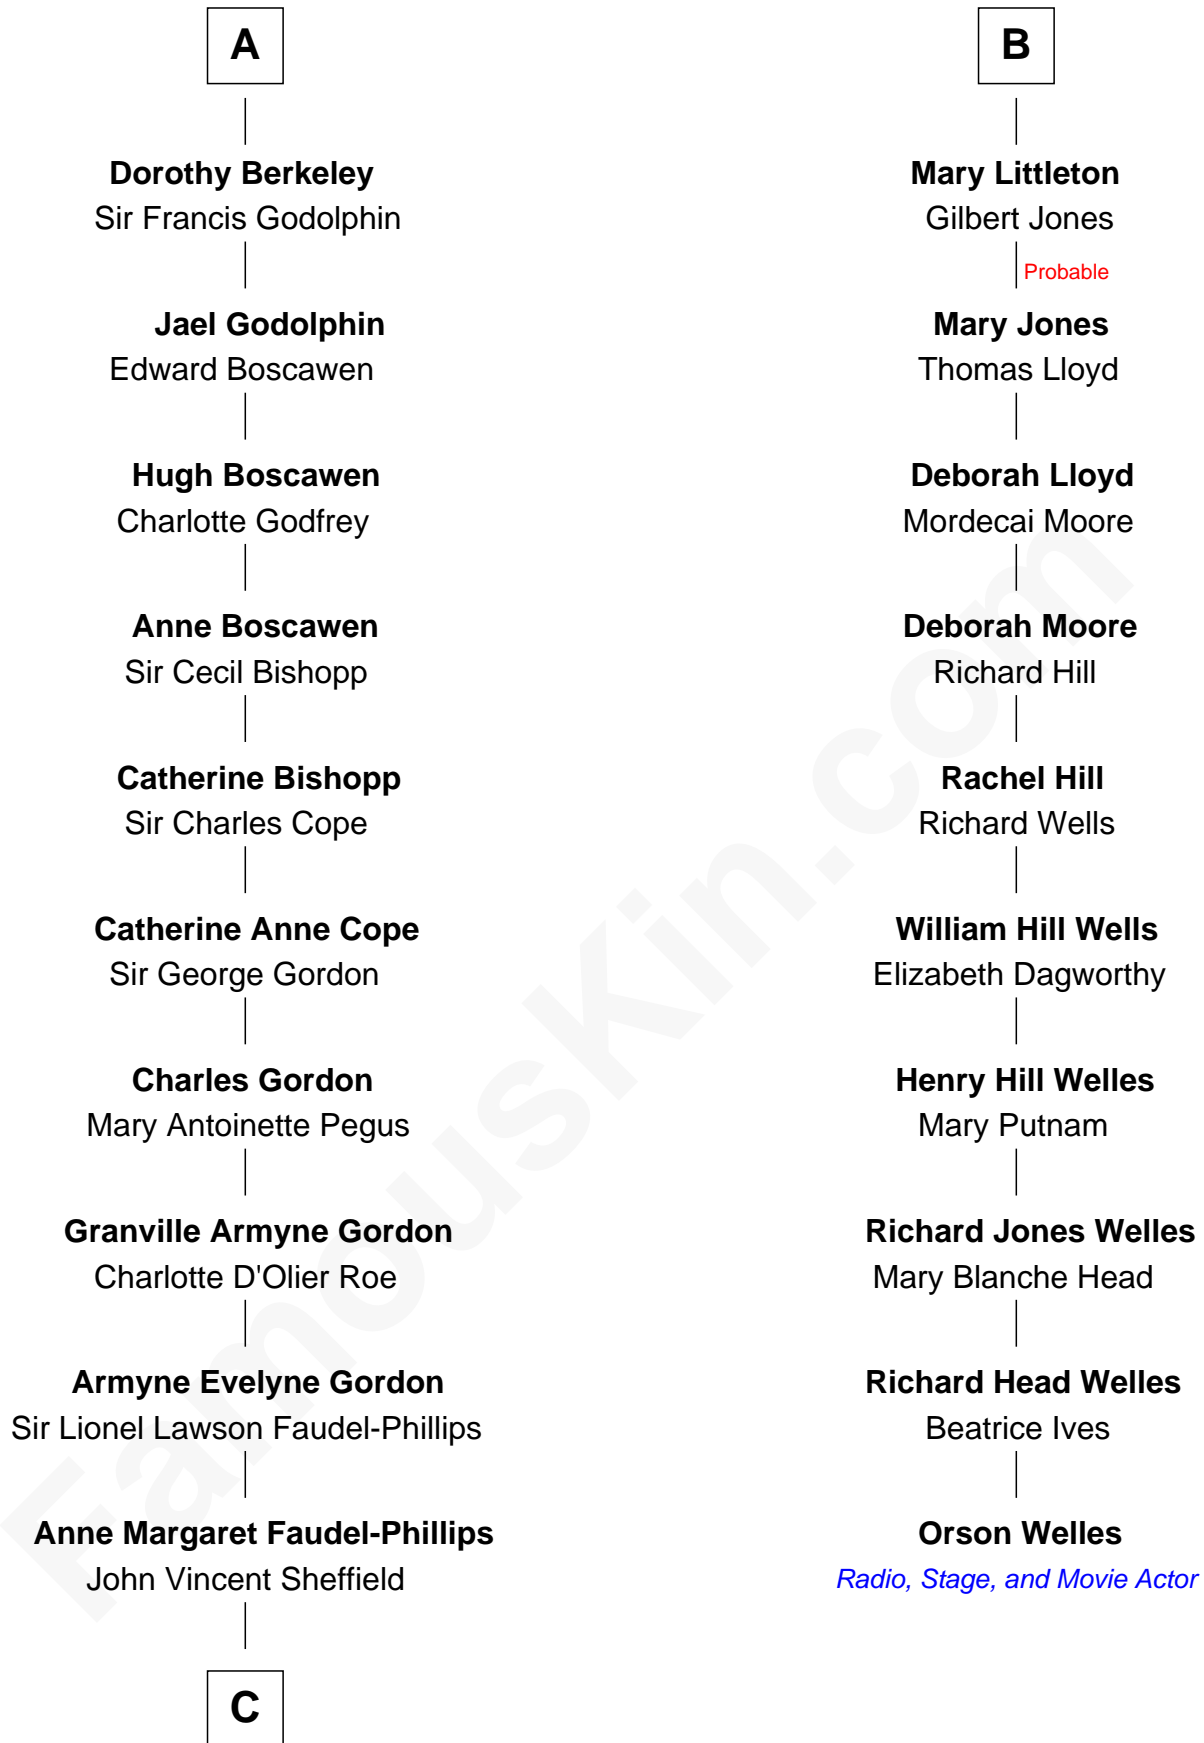 A
Dorothy Berkeley
Sir Francis Godolphin
Jael Godolphin
Edward Boscawen
Hugh Boscawen
Charlotte Godfrey
Anne Boscawen
Sir Cecil Bishopp
Catherine Bishopp
Sir Charles Cope
Catherine Anne Cope
Sir George Gordon
Charles Gordon
Mary Antoinette Pegus
Granville Armyne Gordon
Charlotte D'Olier Roe
Armyne Evelyne Gordon
Sir Lionel Lawson Faudel-Phillips
Anne Margaret Faudel-Phillips
John Vincent Sheffield
C
B
Mary Littleton
Gilbert Jones
Probable
Mary Jones
Thomas Lloyd
Deborah Lloyd
Mordecai Moore
Deborah Moore
Richard Hill
Rachel Hill
Richard Wells
William Hill Wells
Elizabeth Dagworthy
Henry Hill Welles
Mary Putnam
Richard Jones Welles
Mary Blanche Head
Richard Head Welles
Beatrice Ives
Orson Welles
Radio, Stage, and Movie Actor
FamousKin.com